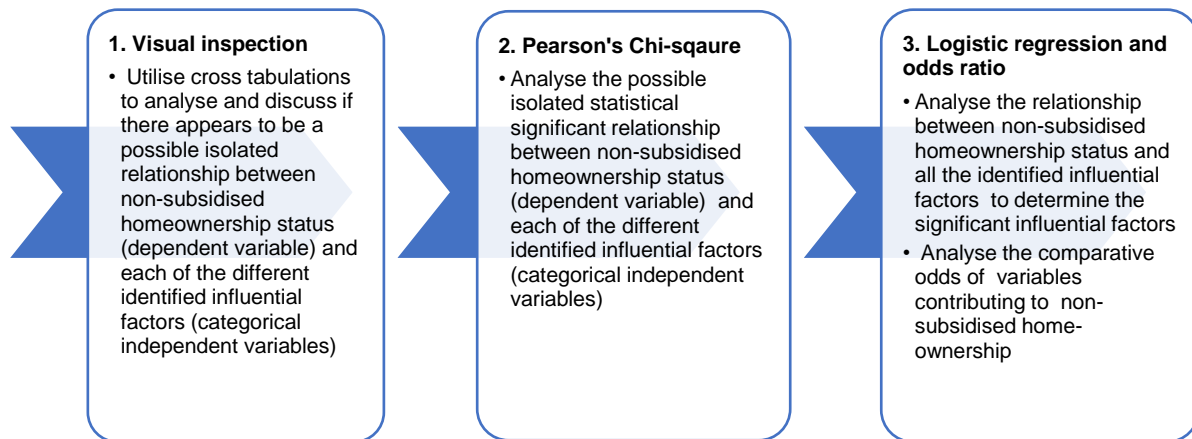 1. Visual inspection
• Utilise cross tabulations
to analyse and discuss if
there appears to be a
possible isolated
relationship between
non-subsidised
homeownership status
(dependent variable) and
each of the different
identified influential
factors (categorical
independent variables)
2. Pearson's Chi-sqaure
• Analyse the possible
isolated statistical
significant relationship
between non-subsidised
homeownership status
(dependent variable) and
each of the different
identified influential factors
(categorical independent
variables)
3. Logistic regression and
odds ratio
• Analyse the relationship
between non-subsidised
homeownership status and
all the identified influential
factors to determine the
significant influential factors
• Analyse the comparative
odds of variables
contributing to non-
subsidised home-
ownership